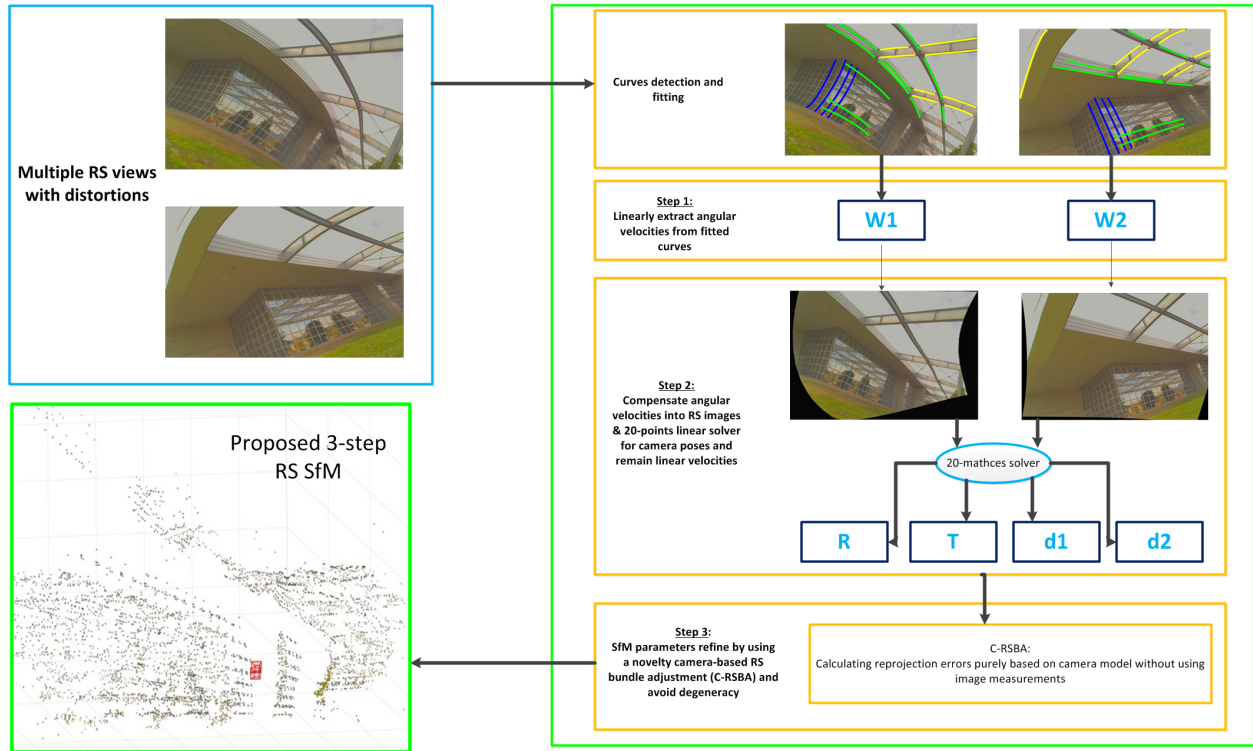 Multiple RS views
with distortions
Curves detection and
fitting
Step 1:
Linearly extract angular
velocities from fitted
curves
W1
W2
Step 2:
Compensate angular
velocities into RS images
& 20-points linear solver
for camera poses and
remain linear velocities
20-mathces solver
R
T
d1
d2
Step 3:
SfM parameters refine by using
a novelty camera-based RS
bundle adjustment (C-RSBA) and
avoid degeneracy
C-RSBA:
Calculating reprojection errors purely based on camera model without using
image measurements
Proposed 3-step
RS SfM